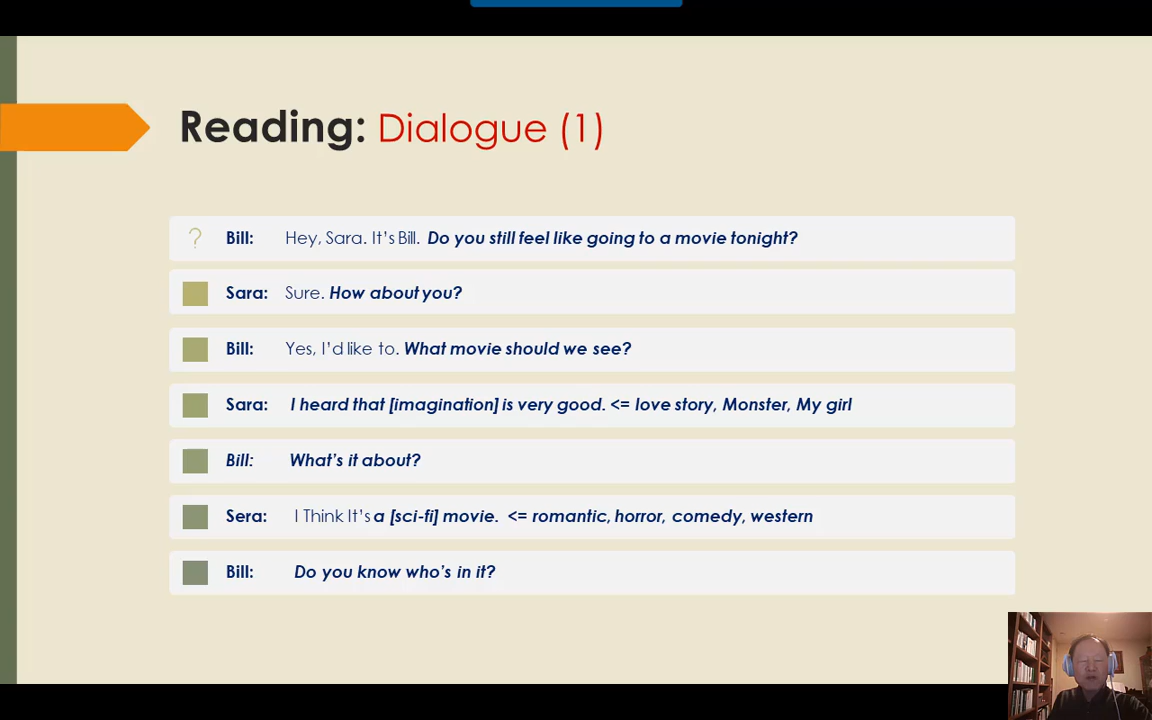 Reading: Dialogue (1)
? Bill: Hey, Sara. It's Bill. Do you still feel like going to a movie tonight?
Sara: Sure. How about you?
Bill: Yes, I'd like to. What movie should we see?
Sara: I heard that [imagination] is very good. <= love story, Monster, My girl
Bill: What's it about?
Sera: I Think It's a [sci-fi] movie. <= romantic, horror, comedy, western
Bill: Do you know who's in it?